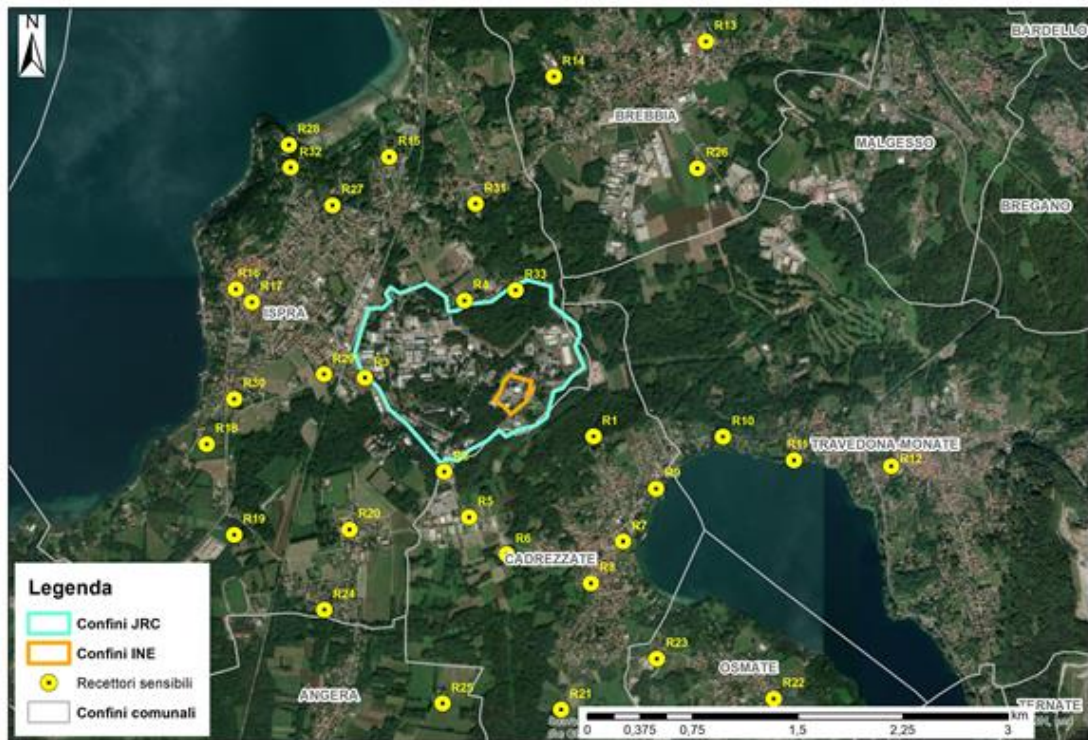 N
R13
BARDELLO
R14
BREBBIA
MALGESSO
R28
R15
R32
R26
R27
R31
BREGANO
R16
R4
R33
R17
ISPRA
R29
R3
R30
R1
R10
R18
R11
TRAVEDONA-MONATE
R12
R9
R5
R19
R20
R7
R6
CADREZZATE
R8
Legenda
Confini JRC
Confini INE
Recettori sensibili
Confini comunali
R24
R23
OSMATE
ANGERA
R25
R21
R22
TERNATE
km
0 0,375 0,75 1,5 2,25 3